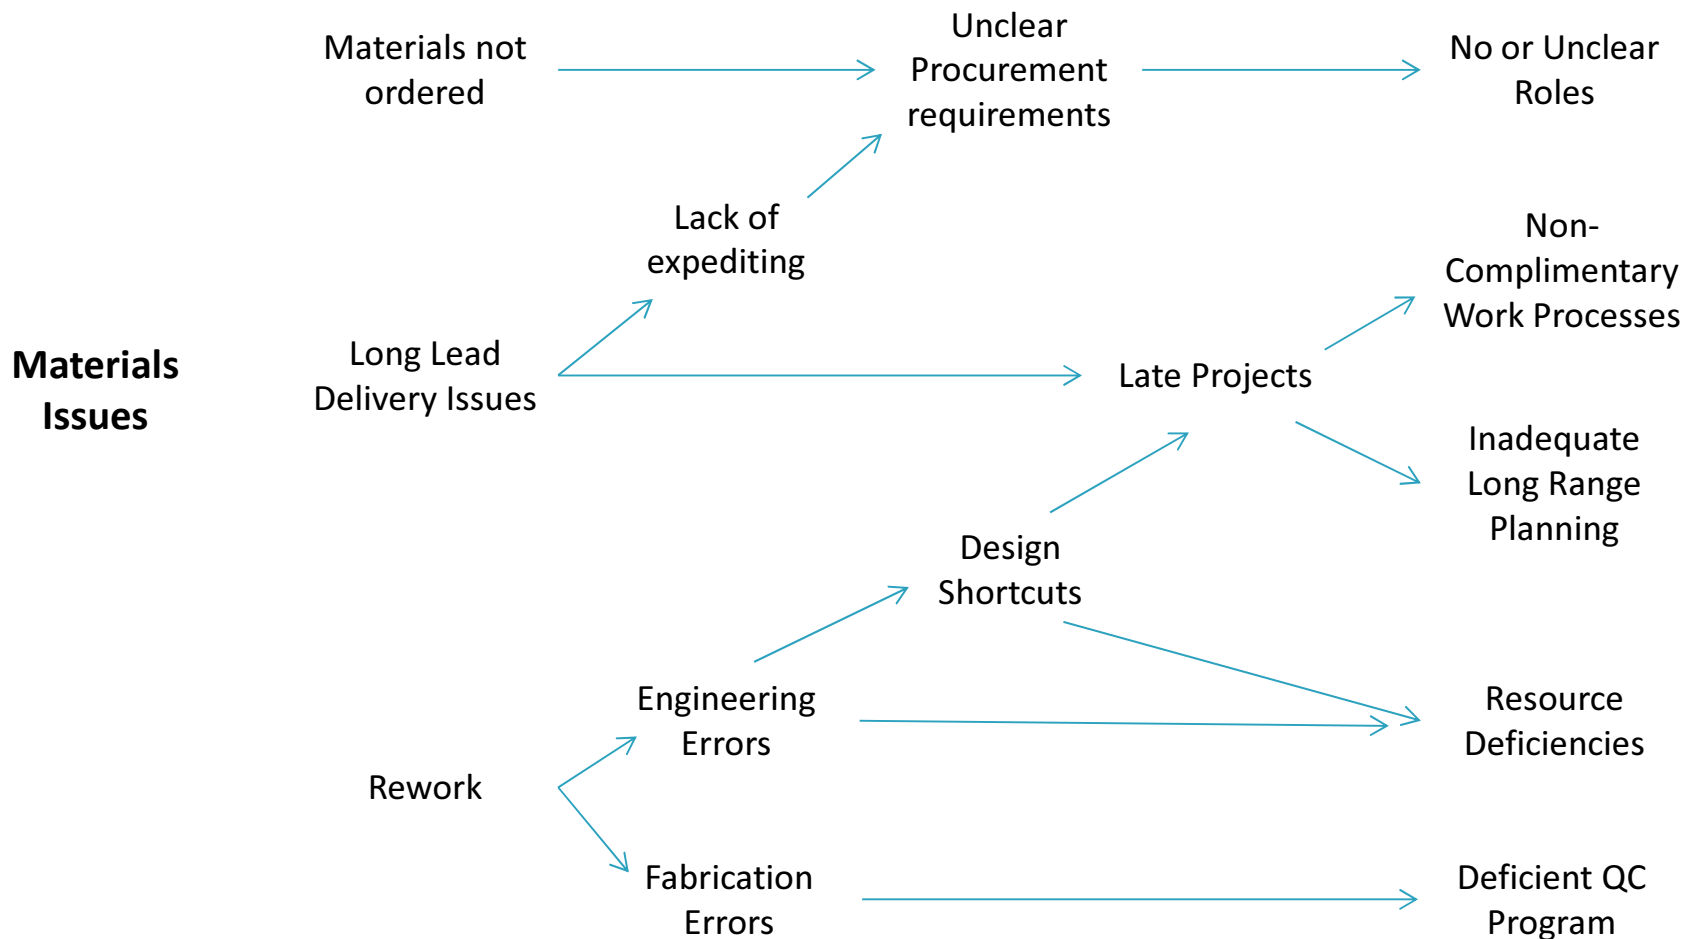 Materials not
ordered
Unclear
Procurement
requirements
No or Unclear
Roles
Lack of
expediting
Non-
Complimentary
Work Processes
Materials
Issues
Long Lead
Delivery Issues
Late Projects
Inadequate
Long Range
Planning
Design
Shortcuts
Engineering
Errors
Resource
Deficiencies
Rework
Fabrication
Errors
Deficient QC
Program